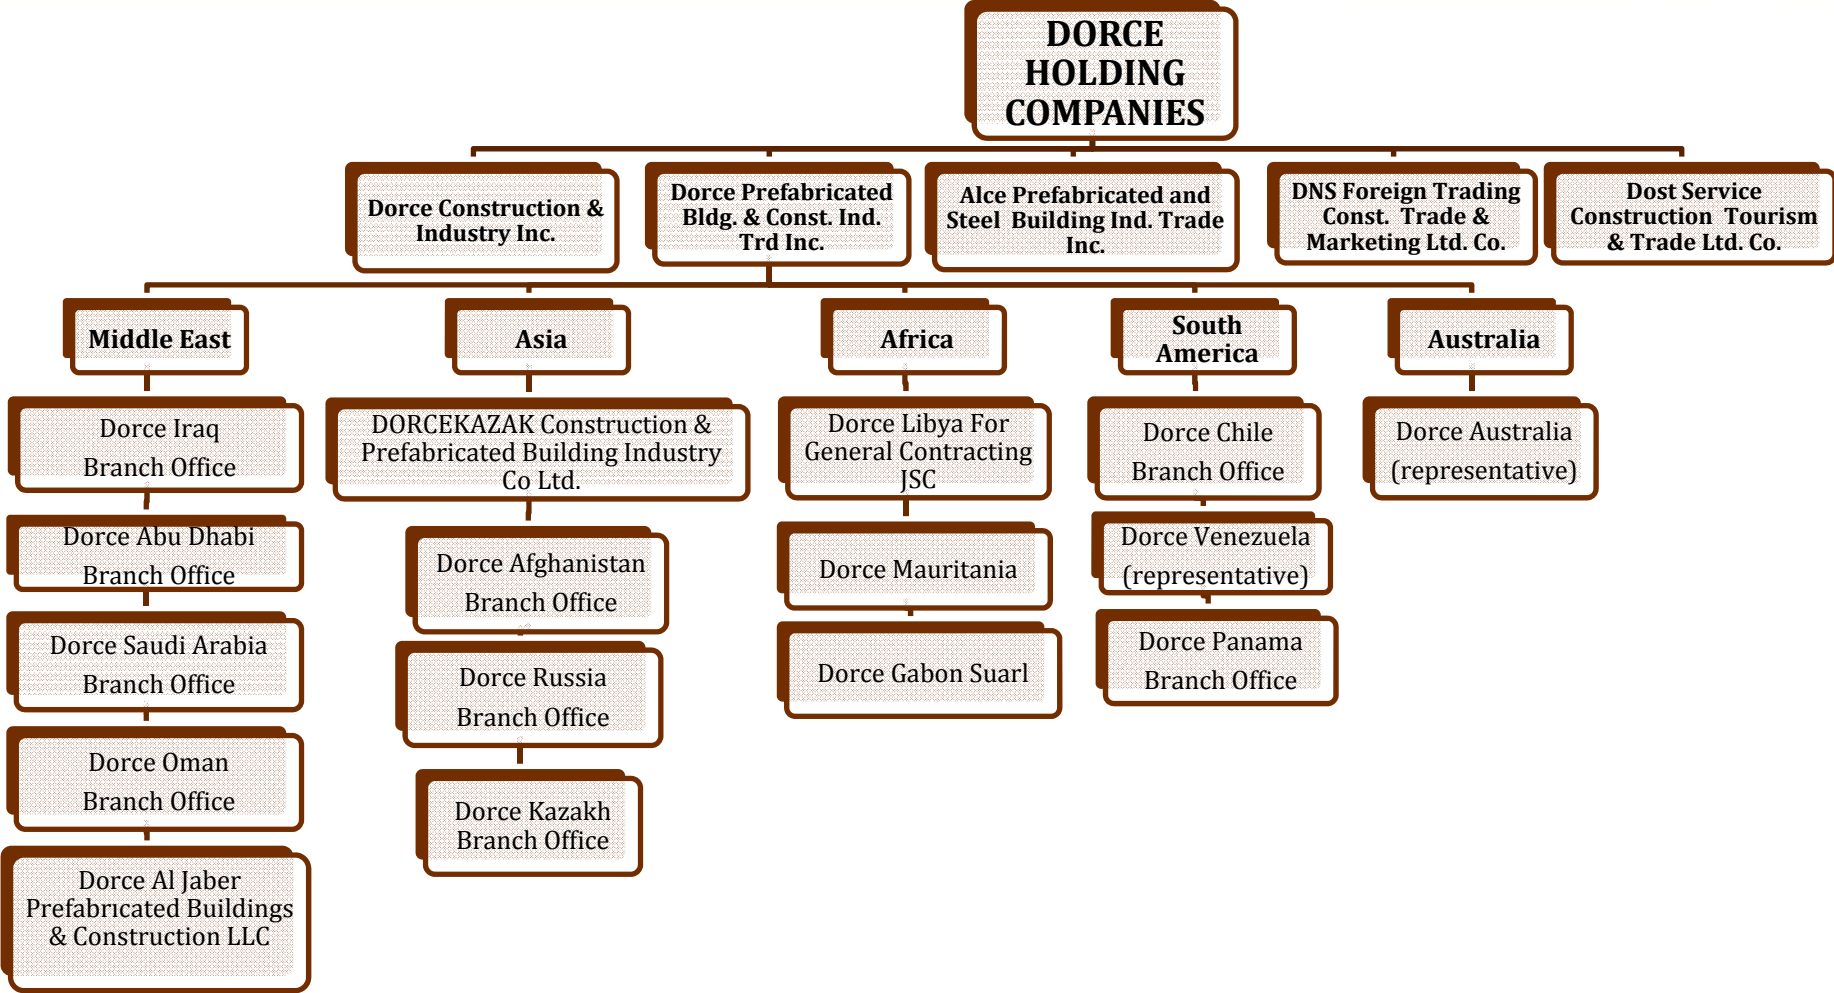 DORCE
HOLDING
COMPANIES
Dorce Construction &
Industry Inc.
Dorce Prefabricated
Bldg. & Const. Ind.
Trd Inc.
Alce Prefabricated and
Steel Building Ind. Trade
Inc.
DNS Foreign Trading
Const. Trade &
Marketing Ltd. Co.
Dost Service
Construction Tourism
& Trade Ltd. Co.
Middle East
Dorce Iraq
Branch Office
Dorce Abu Dhabi
Branch Office
Dorce Saudi Arabia
Branch Office
Dorce Oman
Branch Office
Dorce Al Jaber
Prefabrıcated Buildings
& Construction LLC
Asia
DORCEKAZAK Construction &
Prefabricated Building Industry
Co Ltd.
Dorce Afghanistan
Branch Office
Dorce Russia
Branch Office
Dorce Kazakh
Branch Office
Africa
Dorce Libya For
General Contracting
JSC
Dorce Mauritania
Dorce Gabon Suarl
South
America
Dorce Chile
Branch Office
Dorce Venezuela
(representative)
Dorce Panama
Branch Office
Australia
Dorce Australia
(representative)